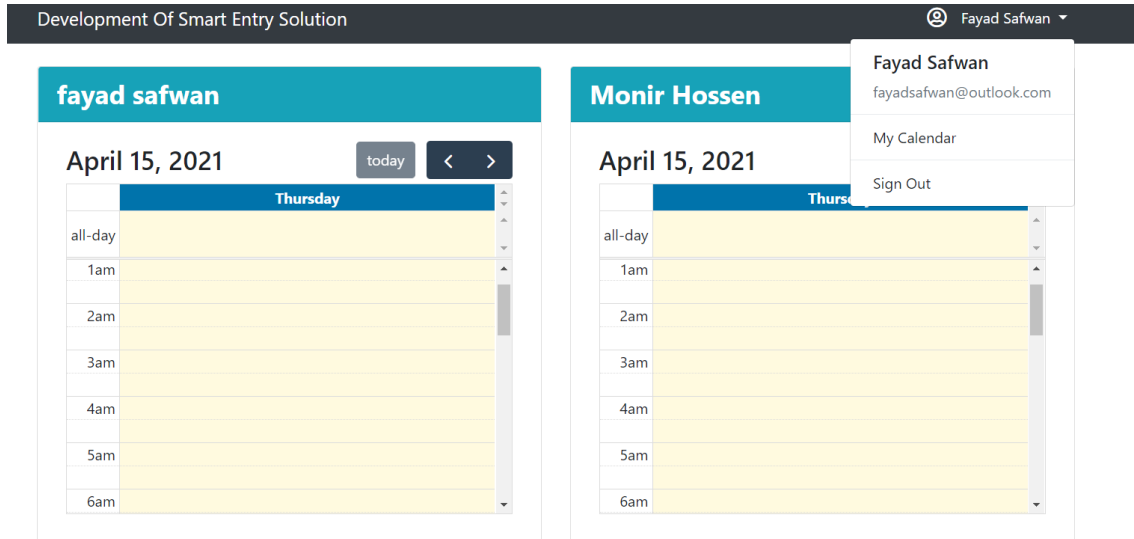 Development Of Smart Entry Solution
Fayad Safwan
Fayad Safwan
fayadsafwan@outlook.com
My Calendar
Sign Out
fayad safwan
April 15, 2021
today
Thursday
all-day
1am
2am
3am
4am
5am
6am
Monir Hossen
April 15, 2021
all-day
1am
2am
3am
4am
5am
6am